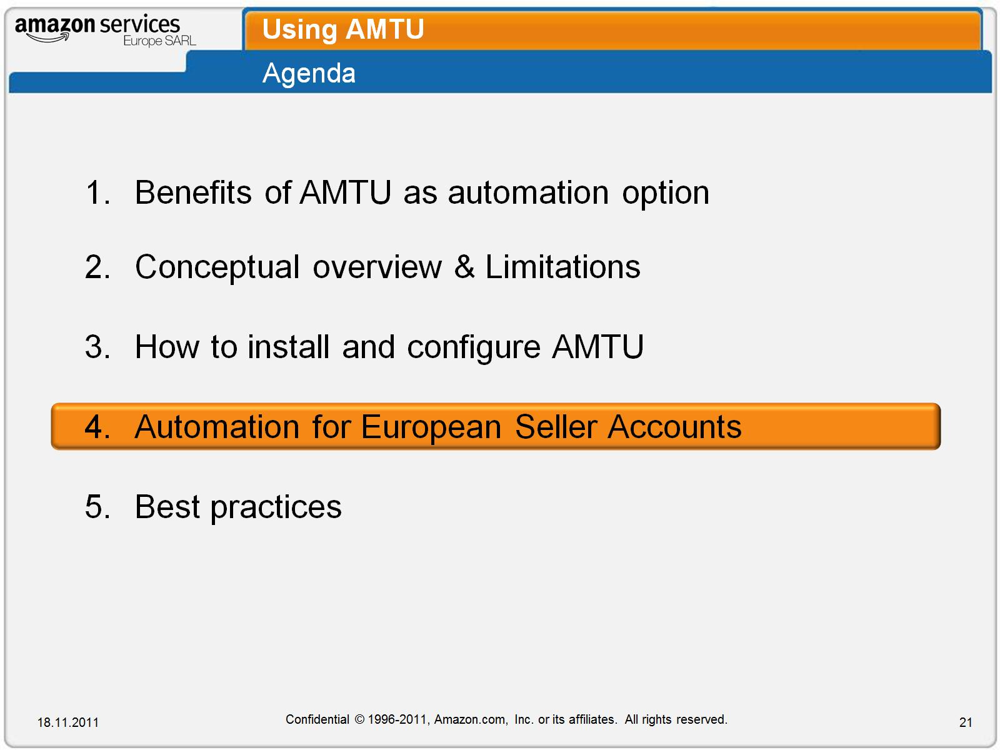 amazon services
Europe SARL
Using AMTU
Agenda
1. Benefits of AMTU as automation option
2. Conceptual overview & Limitations
3. How to install and configure AMTU
4. Automation for European Seller Accounts
5. Best practices
18.11.2011
Confidential © 1996-2011, Amazon.com, Inc. or its affiliates. All rights reserved.
21